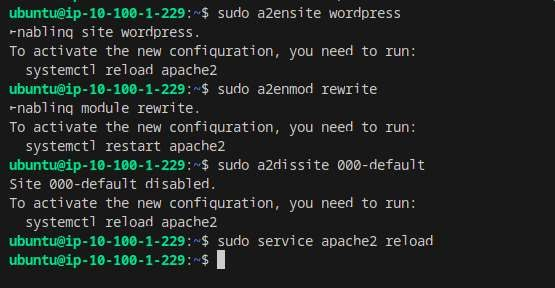 ubuntu@ip-10-100-1-229:~$ sudo a2ensite wordpress
Enabling site wordpress.
To activate the new configuration, you need to run:
  systemctl reload apache2
ubuntu@ip-10-100-1-229:~$ sudo a2enmod rewrite
Enabling module rewrite.
To activate the new configuration, you need to run:
  systemctl restart apache2
ubuntu@ip-10-100-1-229:~$ sudo a2dissite 000-default
Site 000-default disabled.
To activate the new configuration, you need to run:
  systemctl reload apache2
ubuntu@ip-10-100-1-229:~$ sudo service apache2 reload
ubuntu@ip-10-100-1-229:~$